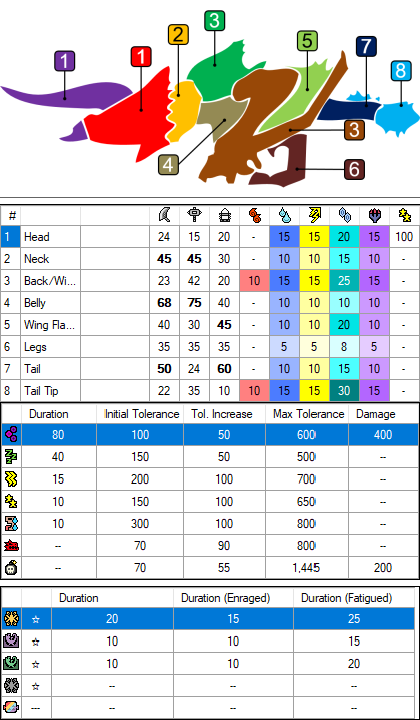 3
2
5
1
1
7
8
3
4
6
#
1 Head 24 15 20 - 15 15 20 15 100
2 Neck 45 45 30 - 10 10 15 10 -
3 Back/Wi... 23 42 20 10 15 15 25 15 -
4 Belly 68 75 40 - 10 10 10 10 -
5 Wing Fla... 40 30 45 - 10 10 20 10 -
6 Legs 35 35 35 - 5 5 8 5 -
7 Tail 50 24 60 - 10 10 15 10 -
8 Tail Tip 22 35 10 10 15 15 30 15 -
Duration Initial Tolerance Tol. Increase Max Tolerance Damage
80 100 50 600 400
40 150 50 500 --
15 200 100 700 --
10 150 100 650 --
10 300 100 800 --
-- 70 90 800 --
-- 70 55 1,445 200
Duration Duration (Enraged) Duration (Fatigued)
☆ 20 15 25
☆ 10 10 15
☆ 10 10 20
☆ -- -- --
--- -- -- --